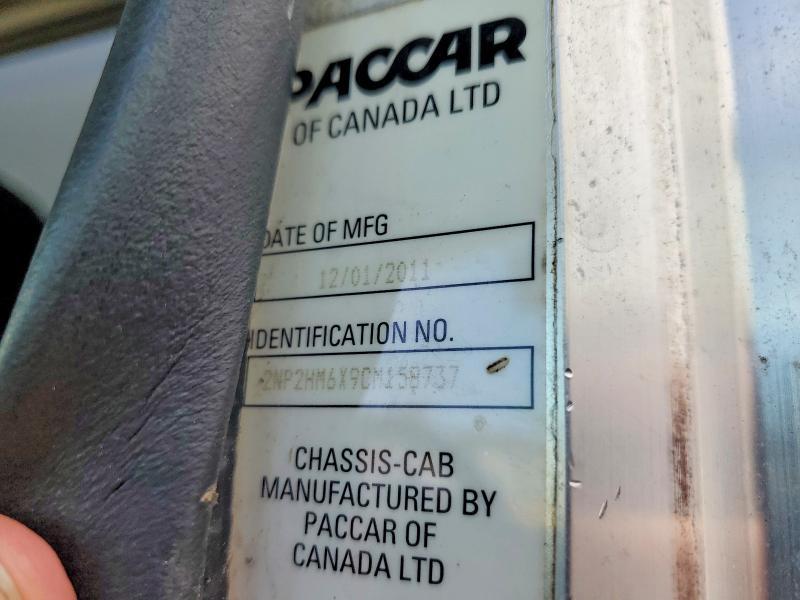 PACCAR
OF CANADA LTD
DATE OF MFG
12/01/2011
IDENTIFICATION NO.
2NP2HM6X9CM158737
CHASSIS-CAB
MANUFACTURED BY
PACCAR OF
CANADA LTD